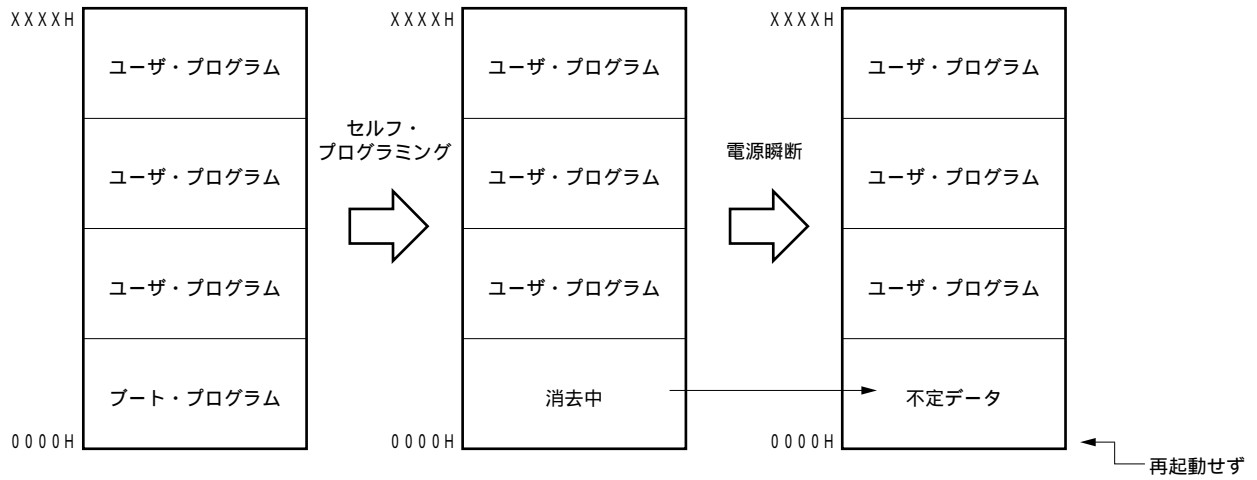 XXXXH
ユーザ・プログラム
ユーザ・プログラム
ユーザ・プログラム
ブート・プログラム
0000H
セルフ・
プログラミング
XXXXH
ユーザ・プログラム
ユーザ・プログラム
ユーザ・プログラム
消去中
0000H
電源瞬断
XXXXH
ユーザ・プログラム
ユーザ・プログラム
ユーザ・プログラム
不定データ
0000H
再起動せず